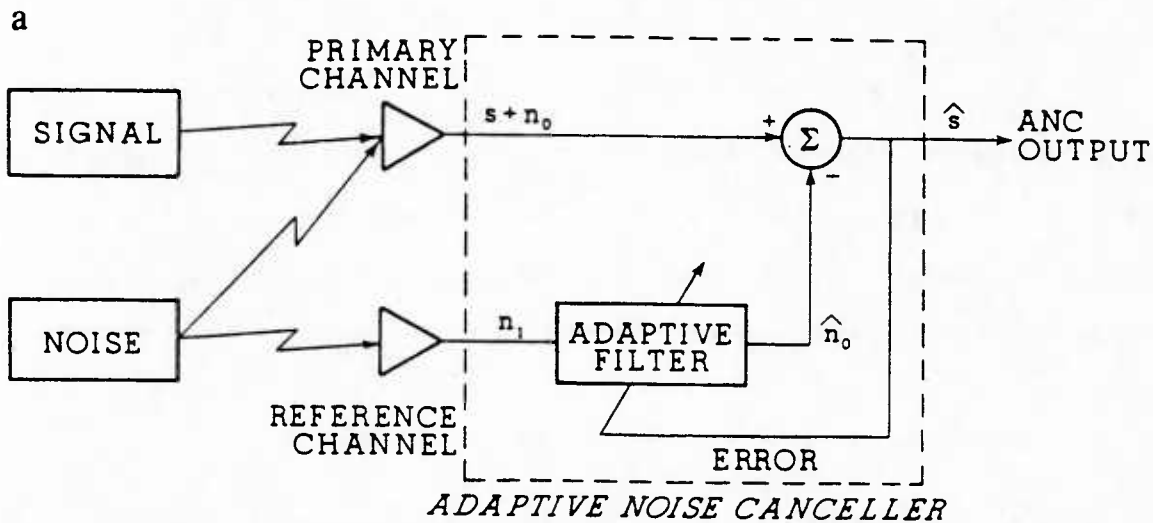 a
PRIMARY
CHANNEL
SIGNAL
s + n₀
+
Σ
−
ŝ
ANC
OUTPUT
NOISE
n₁
ADAPTIVE
FILTER
n̂₀
REFERENCE
CHANNEL
ERROR
ADAPTIVE NOISE CANCELLER